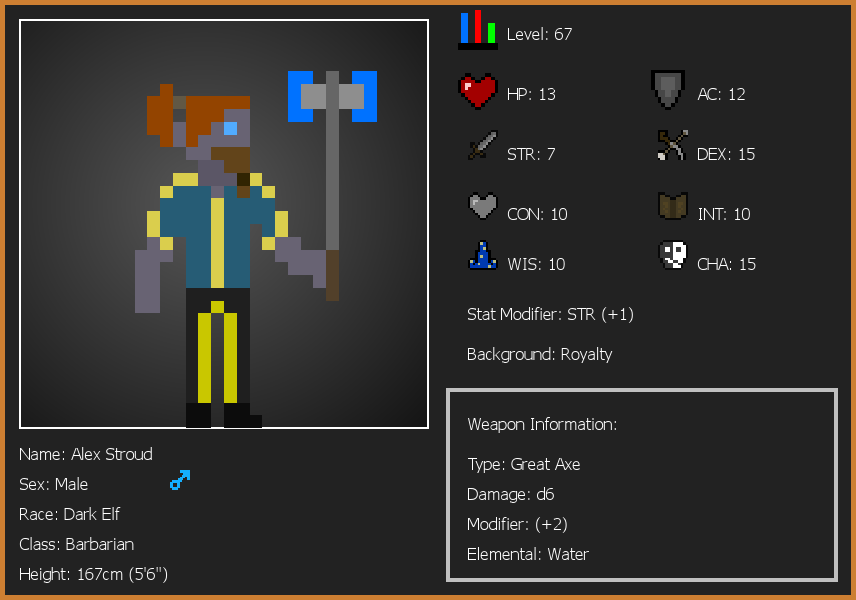 Level: 67
HP: 13
AC: 12
STR: 7
DEX: 15
CON: 10
INT: 10
WIS: 10
CHA: 15
Stat Modifier: STR (+1)
Background: Royalty
Weapon Information:
Type: Great Axe
Damage: d6
Modifier: (+2)
Elemental: Water
Name: Alex Stroud
Sex: Male
Race: Dark Elf
Class: Barbarian
Height: 167cm (5'6")